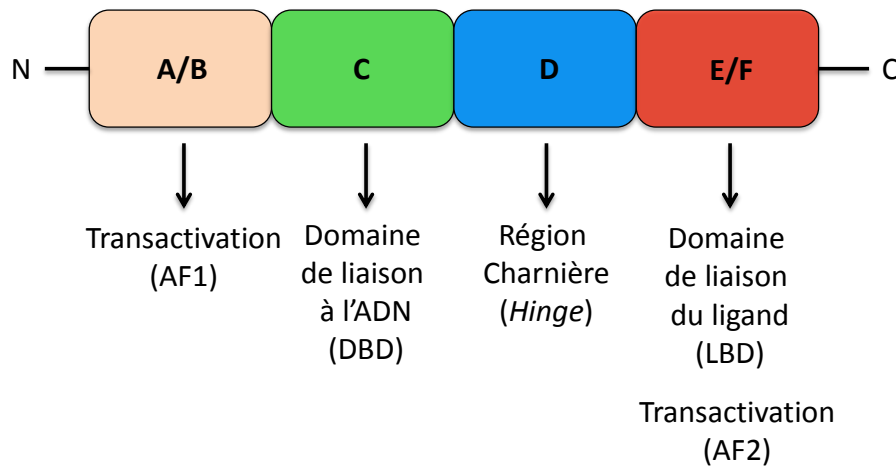 N A/B C D E/F C
Transactivation
(AF1)
Domaine
de liaison
à l'ADN
(DBD)
Région
Charnière
(Hinge)
Domaine
de liaison
du ligand
(LBD)
Transactivation
(AF2)